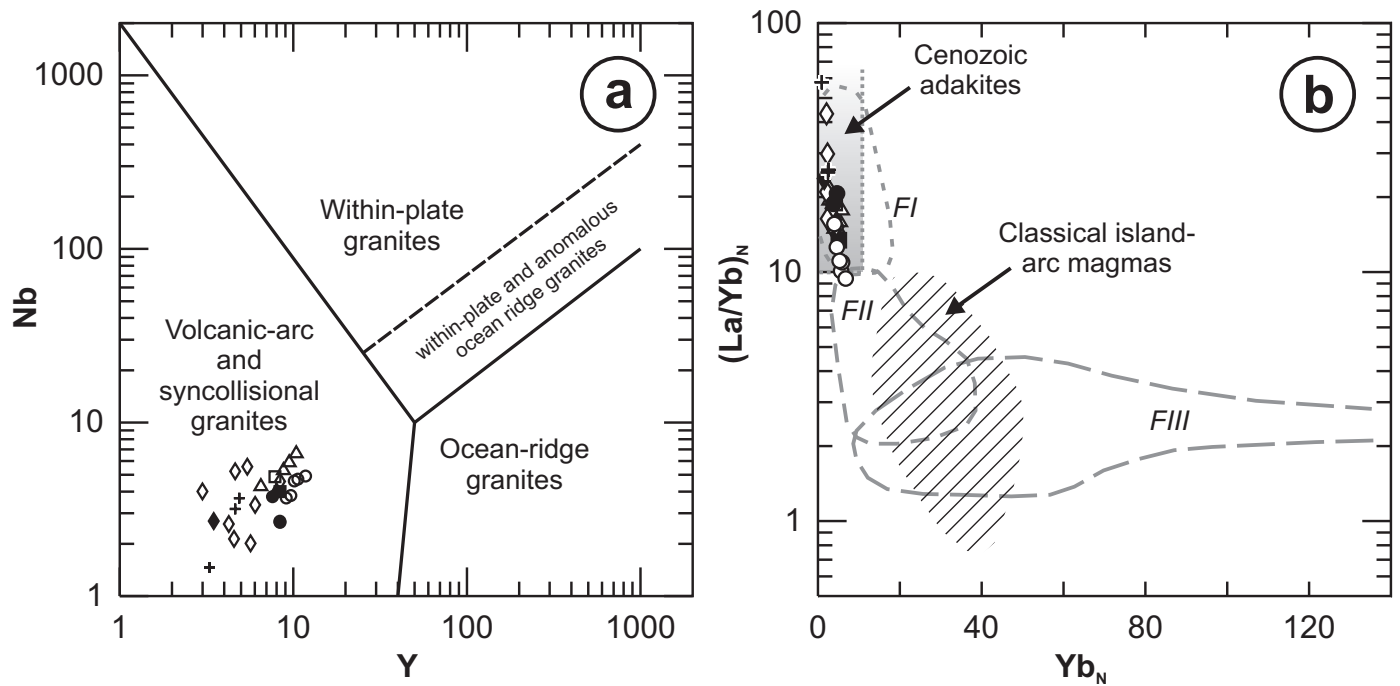 a
1000
100
10
1
Nb
Within-plate
granites
within-plate and anomalous
ocean ridge granites
Volcanic-arc
and
syncollisional
granites
Ocean-ridge
granites
1
10
100
1000
Y
b
100
10
1
(La/Yb)N
Cenozoic
adakites
FI
Classical island-
arc magmas
FII
FIII
0
40
80
120
YbN